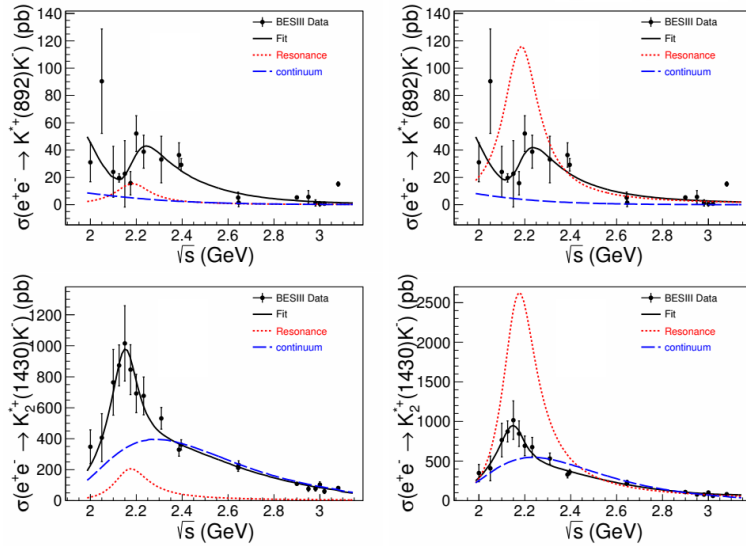 σ(e⁺e⁻ → K*⁺(892)K⁻) (pb)
140
120
100
80
60
40
20
0
BESIII Data
Fit
Resonance
continuum
2 2.2 2.4 2.6 2.8 3
√s (GeV)
σ(e⁺e⁻ → K*⁺(892)K⁻) (pb)
140
120
100
80
60
40
20
0
BESIII Data
Fit
Resonance
continuum
2 2.2 2.4 2.6 2.8 3
√s (GeV)
σ(e⁺e⁻ → K₂*⁺(1430)K⁻) (pb)
1200
1000
800
600
400
200
0
BESIII Data
Fit
Resonance
continuum
2 2.2 2.4 2.6 2.8 3
√s (GeV)
σ(e⁺e⁻ → K₂*⁺(1430)K⁻) (pb)
2500
2000
1500
1000
500
0
BESIII Data
Fit
Resonance
continuum
2 2.2 2.4 2.6 2.8 3
√s (GeV)